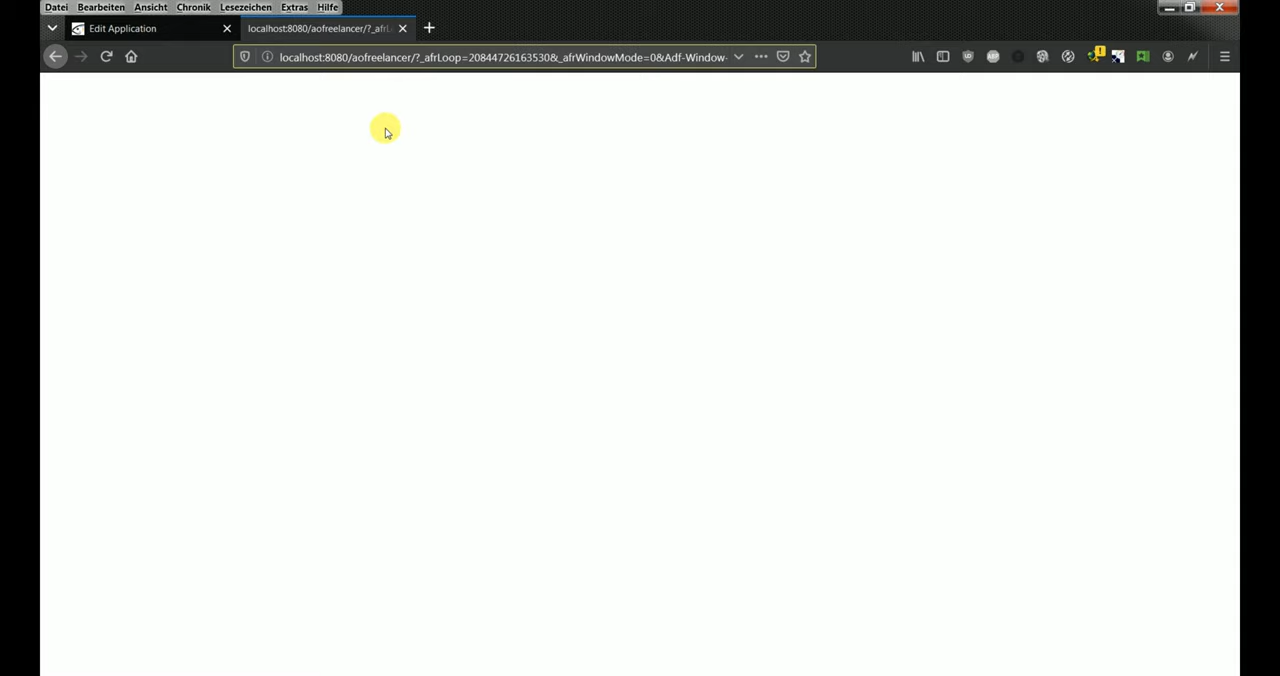 Datei Bearbeiten Ansicht Chronik Lesezeichen Extras Hilfe
Edit Application localhost:8080/aofreelancer/?_afrL
localhost:8080/aofreelancer/?_afrLoop=20844726163530&_afrWindowMode=0&Adf-Window-